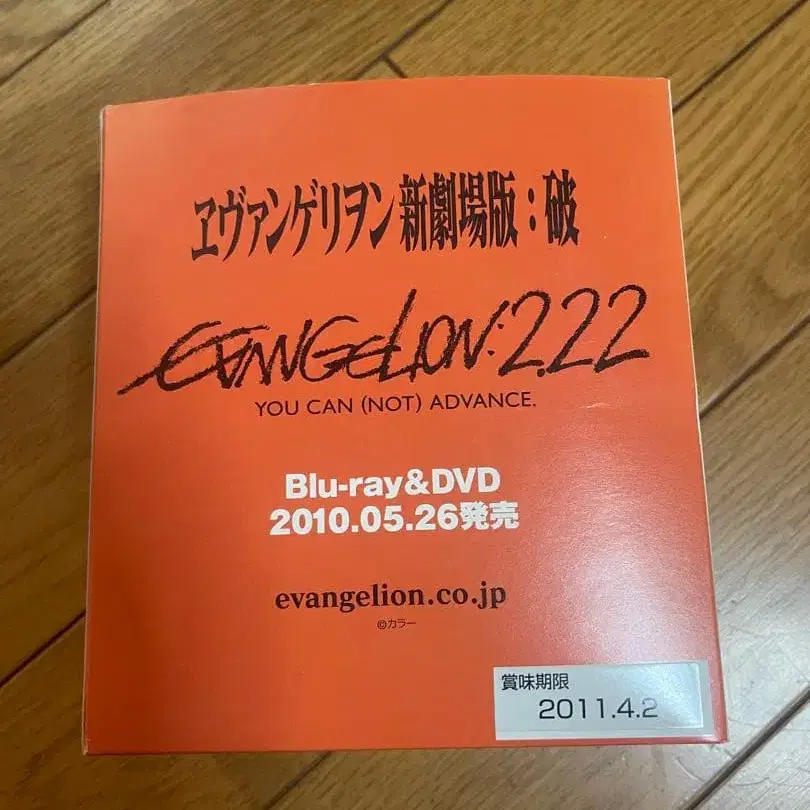 ヱヴァンゲリヲン新劇場版:破
EVANGELION:2.22
YOU CAN (NOT) ADVANCE.
Blu-ray&DVD
2010.05.26発売
evangelion.co.jp
©カラー
賞味期限
2011.4.2